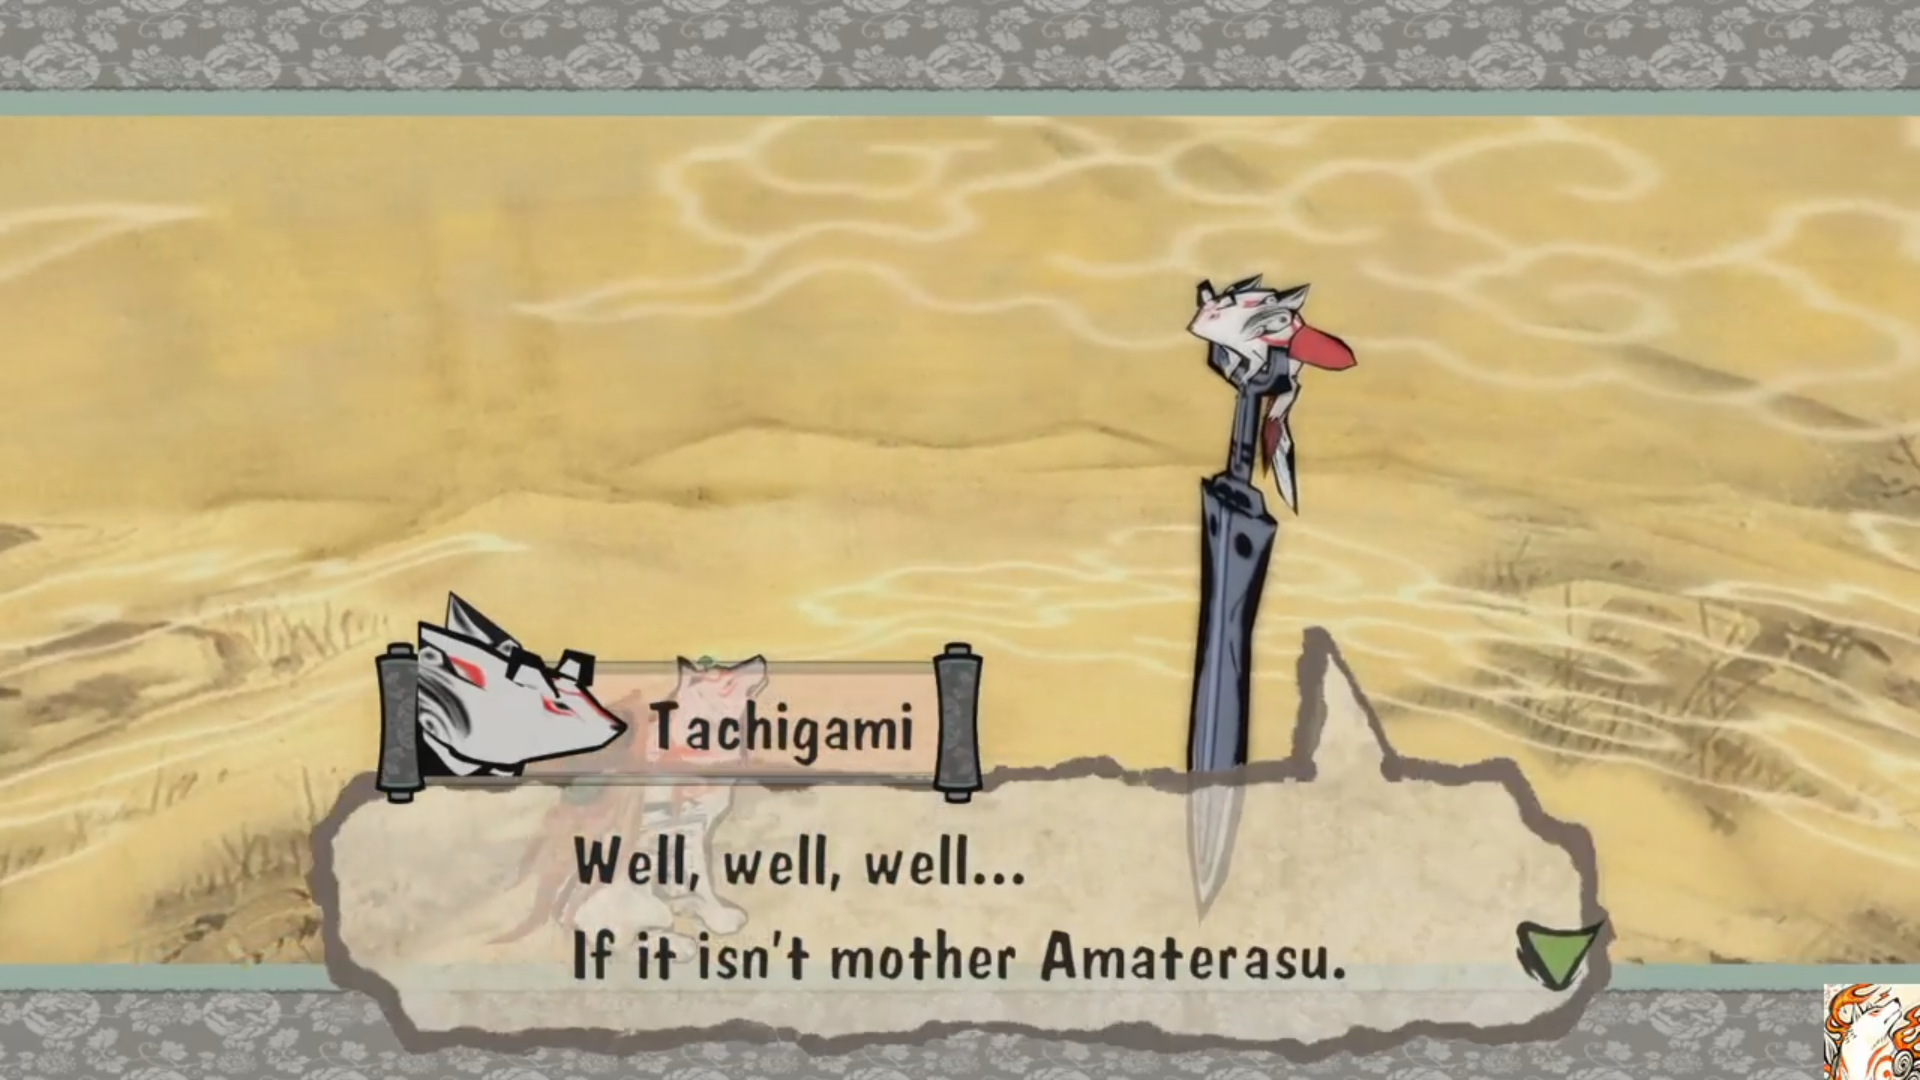 Tachigami
Well, well, well...
If it isn't mother Amaterasu.